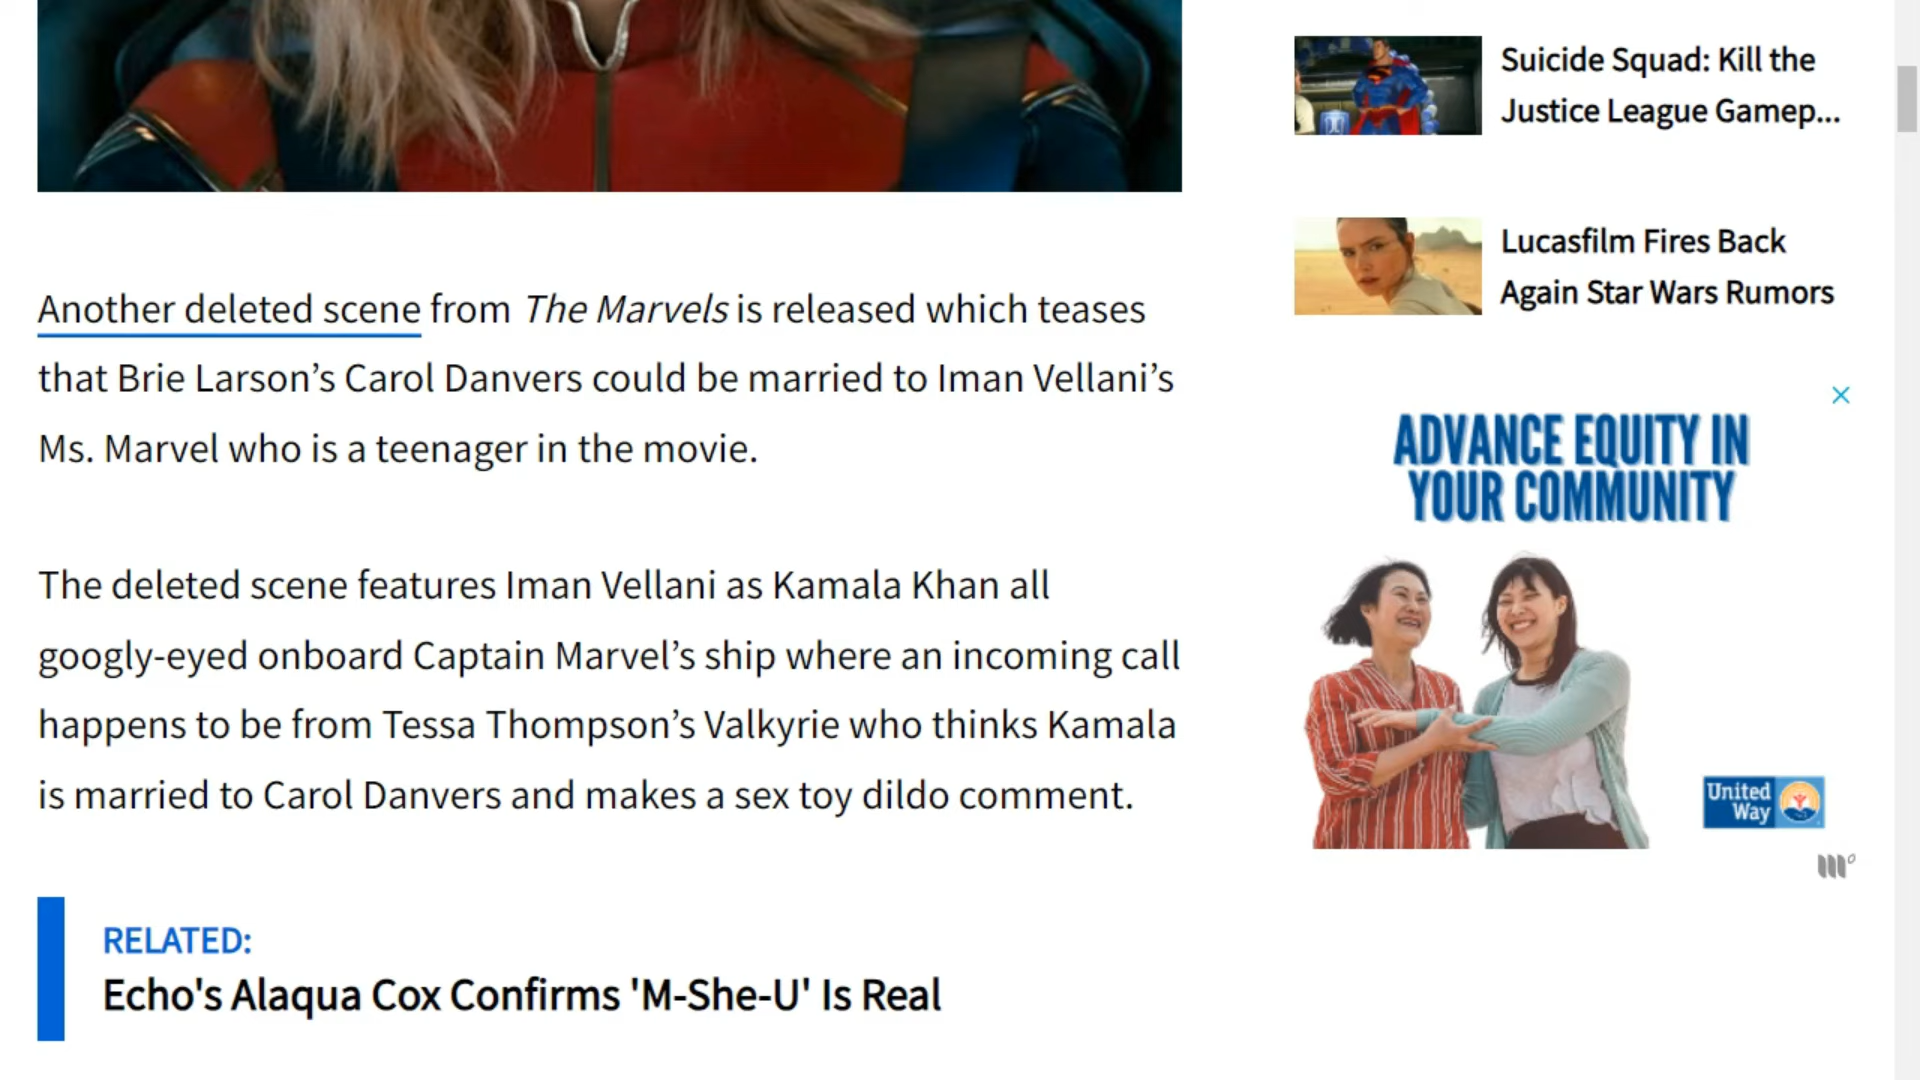 Another deleted scene from The Marvels is released which teases
that Brie Larson’s Carol Danvers could be married to Iman Vellani’s
Ms. Marvel who is a teenager in the movie.
The deleted scene features Iman Vellani as Kamala Khan all
googly-eyed onboard Captain Marvel’s ship where an incoming call
happens to be from Tessa Thompson’s Valkyrie who thinks Kamala
is married to Carol Danvers and makes a sex toy dildo comment.
RELATED:
Echo's Alaqua Cox Confirms 'M-She-U' Is Real
Suicide Squad: Kill the
Justice League Gamep...
Lucasfilm Fires Back
Again Star Wars Rumors
ADVANCE EQUITY IN
YOUR COMMUNITY
United
Way